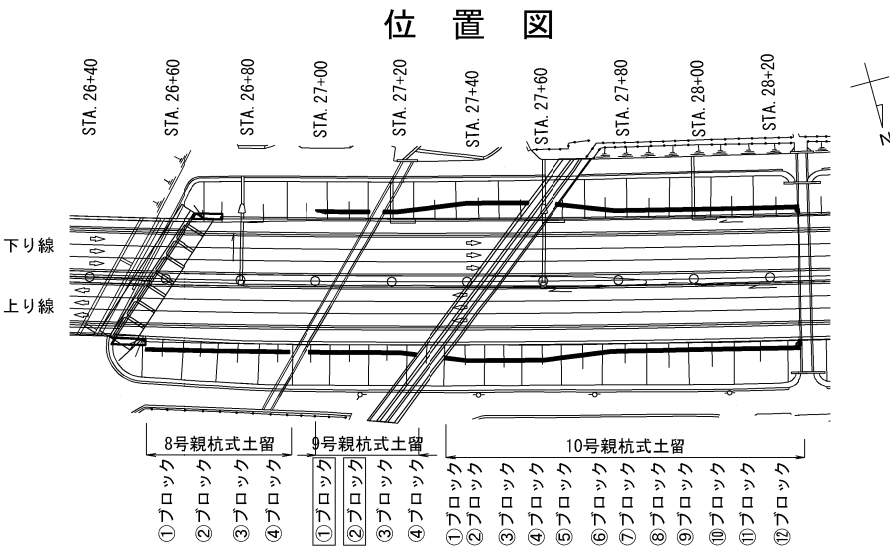 位置図
STA. 26+40
STA. 26+60
STA. 26+80
STA. 27+00
STA. 27+20
STA. 27+40
STA. 27+60
STA. 27+80
STA. 28+00
STA. 28+20
N
下り線
上り線
8号親杭式土留
9号親杭式土留
10号親杭式土留
①ブロック
②ブロック
③ブロック
④ブロック
①ブロック
②ブロック
③ブロック
④ブロック
①ブロック
②ブロック
③ブロック
④ブロック
⑤ブロック
⑥ブロック
⑦ブロック
⑧ブロック
⑨ブロック
⑩ブロック
⑪ブロック
⑫ブロック